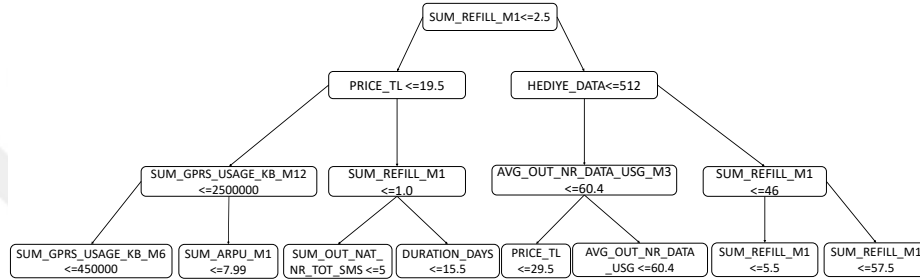 SUM_REFILL_M1<=2.5
PRICE_TL <=19.5
HEDIYE_DATA<=512
SUM_GPRS_USAGE_KB_M12
<=2500000
SUM_REFILL_M1
<=1.0
AVG_OUT_NR_DATA_USG_M3
<=60.4
SUM_REFILL_M1
<=46
SUM_GPRS_USAGE_KB_M6
<=450000
SUM_ARPU_M1
<=7.99
SUM_OUT_NAT_
NR_TOT_SMS <=5
DURATION_DAYS
<=15.5
PRICE_TL
<=29.5
AVG_OUT_NR_DATA
_USG <=60.4
SUM_REFILL_M1
<=5.5
SUM_REFILL_M1
<=57.5